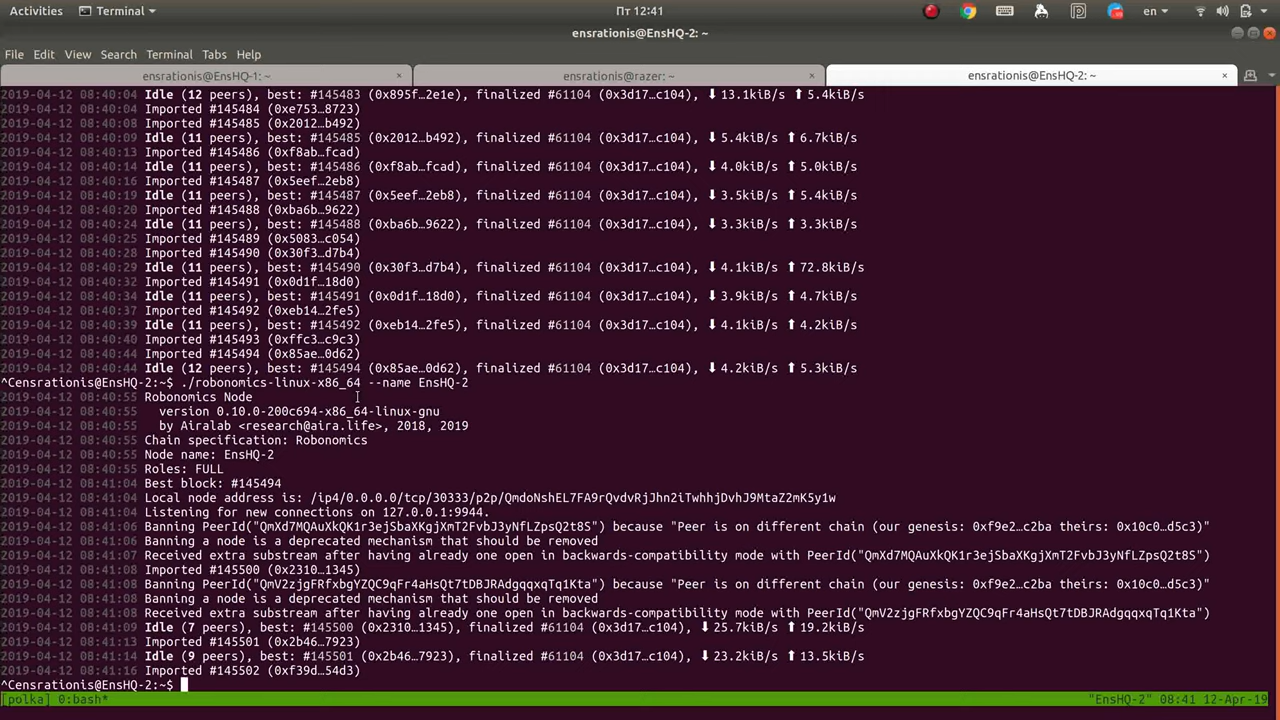 Activities Terminal Пт 12:41 en
ensrationis@EnsHQ-2: ~
File Edit View Search Terminal Tabs Help
ensrationis@EnsHQ-1: ~ × ensrationis@razer: ~ × ensrationis@EnsHQ-2: ~ ×
2019-04-12 08:40:04 Idle (12 peers), best: #145483 (0x895f…2e1e), finalized #61104 (0x3d17…c104), ⬇ 13.1kiB/s ⬆ 5.4kiB/s
2019-04-12 08:40:04 Imported #145484 (0xe753…8723)
2019-04-12 08:40:08 Imported #145485 (0x2012…b492)
2019-04-12 08:40:09 Idle (11 peers), best: #145485 (0x2012…b492), finalized #61104 (0x3d17…c104), ⬇ 5.4kiB/s ⬆ 6.7kiB/s
2019-04-12 08:40:13 Imported #145486 (0xf8ab…fcad)
2019-04-12 08:40:14 Idle (11 peers), best: #145486 (0xf8ab…fcad), finalized #61104 (0x3d17…c104), ⬇ 4.0kiB/s ⬆ 5.0kiB/s
2019-04-12 08:40:16 Imported #145487 (0x5eef…2eb8)
2019-04-12 08:40:19 Idle (11 peers), best: #145487 (0x5eef…2eb8), finalized #61104 (0x3d17…c104), ⬇ 3.5kiB/s ⬆ 5.4kiB/s
2019-04-12 08:40:20 Imported #145488 (0xba6b…9622)
2019-04-12 08:40:24 Idle (11 peers), best: #145488 (0xba6b…9622), finalized #61104 (0x3d17…c104), ⬇ 3.3kiB/s ⬆ 3.3kiB/s
2019-04-12 08:40:25 Imported #145489 (0x5083…c054)
2019-04-12 08:40:28 Imported #145490 (0x30f3…d7b4)
2019-04-12 08:40:29 Idle (11 peers), best: #145490 (0x30f3…d7b4), finalized #61104 (0x3d17…c104), ⬇ 4.1kiB/s ⬆ 72.8kiB/s
2019-04-12 08:40:32 Imported #145491 (0x0d1f…18d0)
2019-04-12 08:40:34 Idle (11 peers), best: #145491 (0x0d1f…18d0), finalized #61104 (0x3d17…c104), ⬇ 3.9kiB/s ⬆ 4.7kiB/s
2019-04-12 08:40:37 Imported #145492 (0xeb14…2fe5)
2019-04-12 08:40:39 Idle (11 peers), best: #145492 (0xeb14…2fe5), finalized #61104 (0x3d17…c104), ⬇ 4.1kiB/s ⬆ 4.2kiB/s
2019-04-12 08:40:40 Imported #145493 (0xffc3…c9c3)
2019-04-12 08:40:44 Imported #145494 (0x85ae…0d62)
2019-04-12 08:40:44 Idle (12 peers), best: #145494 (0x85ae…0d62), finalized #61104 (0x3d17…c104), ⬇ 4.2kiB/s ⬆ 5.3kiB/s
^Censrationis@EnsHQ-2:~$ ./robonomics-linux-x86_64 --name EnsHQ-2
2019-04-12 08:40:55 Robonomics Node
2019-04-12 08:40:55 version 0.10.0-200c694-x86_64-linux-gnu
2019-04-12 08:40:55 by Airalab <research@aira.life>, 2018, 2019
2019-04-12 08:40:55 Chain specification: Robonomics
2019-04-12 08:40:55 Node name: EnsHQ-2
2019-04-12 08:40:55 Roles: FULL
2019-04-12 08:40:55 Best block: #145494
2019-04-12 08:41:04 Local node address is: /ip4/0.0.0.0/tcp/30333/p2p/QmdoNshEL7FA9rQvdvRjJhn2iTwhhjDvhJ9MtaZ2mK5y1w
2019-04-12 08:41:04 Listening for new connections on 127.0.0.1:9944.
2019-04-12 08:41:06 Banning PeerId("QmXd7MQAuXkQK1r3ejSbaXKgjXmT2FvbJ3yNfLZpsQ2t8S") because "Peer is on different chain (our genesis: 0xf9e2…c2ba theirs: 0x10c0…d5c3)"
2019-04-12 08:41:06 Banning a node is a deprecated mechanism that should be removed
2019-04-12 08:41:07 Received extra substream after having already one open in backwards-compatibility mode with PeerId("QmXd7MQAuXkQK1r3ejSbaXKgjXmT2FvbJ3yNfLZpsQ2t8S")
2019-04-12 08:41:08 Imported #145500 (0x2310…1345)
2019-04-12 08:41:08 Banning PeerId("QmV2zjgFRfxbgYZQC9qFr4aHsQt7tDBJRAdgqqxqTq1Kta") because "Peer is on different chain (our genesis: 0xf9e2…c2ba theirs: 0x10c0…d5c3)"
2019-04-12 08:41:08 Banning a node is a deprecated mechanism that should be removed
2019-04-12 08:41:08 Received extra substream after having already one open in backwards-compatibility mode with PeerId("QmV2zjgFRfxbgYZQC9qFr4aHsQt7tDBJRAdgqqxqTq1Kta")
2019-04-12 08:41:09 Idle (7 peers), best: #145500 (0x2310…1345), finalized #61104 (0x3d17…c104), ⬇ 25.7kiB/s ⬆ 19.2kiB/s
2019-04-12 08:41:13 Imported #145501 (0x2b46…7923)
2019-04-12 08:41:14 Idle (9 peers), best: #145501 (0x2b46…7923), finalized #61104 (0x3d17…c104), ⬇ 23.2kiB/s ⬆ 13.5kiB/s
2019-04-12 08:41:16 Imported #145502 (0xf39d…54d3)
^Censrationis@EnsHQ-2:~$
[polka] 0:bash* "EnsHQ-2" 08:41 12-Apr-19